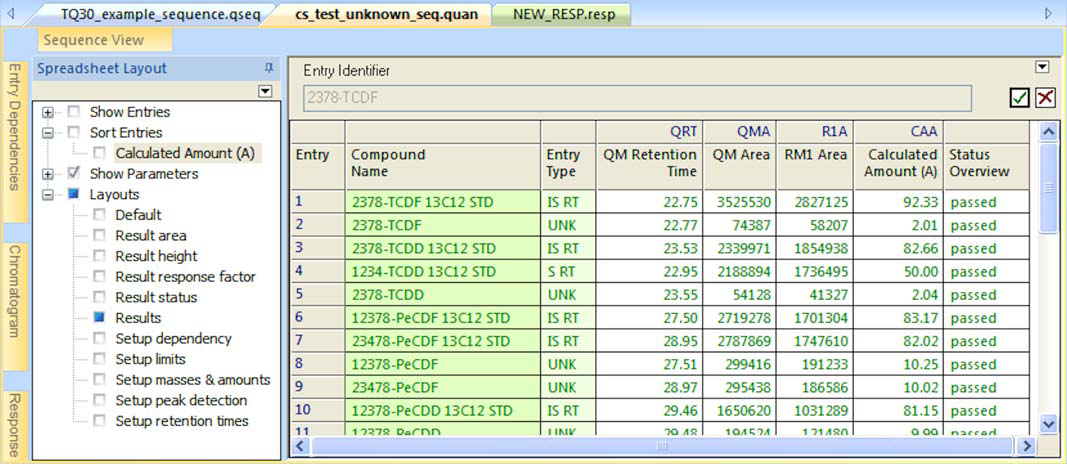 TQ30_example_sequence.qseq cs_test_unknown_seq.quan NEW_RESP.resp
Sequence View
Entry Dependencies
Chromatogram
Response
Spreadsheet Layout
Show Entries
Sort Entries
Calculated Amount (A)
Show Parameters
Layouts
Default
Result area
Result height
Result response factor
Result status
Results
Setup dependency
Setup limits
Setup masses & amounts
Setup peak detection
Setup retention times
Entry Identifier
2378-TCDF
QRT QMA R1A CAA
Entry Compound Name Entry Type QM Retention Time QM Area RM1 Area Calculated Amount (A) Status Overview
1 2378-TCDF 13C12 STD IS RT 22.75 3525530 2827125 92.33 passed
2 2378-TCDF UNK 22.77 74387 58207 2.01 passed
3 2378-TCDD 13C12 STD IS RT 23.53 2339971 1854938 82.66 passed
4 1234-TCDD 13C12 STD S RT 22.95 2188894 1736495 50.00 passed
5 2378-TCDD UNK 23.55 54128 41327 2.04 passed
6 12378-PeCDF 13C12 STD IS RT 27.50 2719278 1701304 83.17 passed
7 23478-PeCDF 13C12 STD IS RT 28.95 2787869 1747610 82.02 passed
8 12378-PeCDF UNK 27.51 299416 191233 10.25 passed
9 23478-PeCDF UNK 28.97 295438 186586 10.02 passed
10 12378-PeCDD 13C12 STD IS RT 29.46 1650620 1031289 81.15 passed
11 12378-PeCDD UNK 29.48 194524 121480 9.99 passed